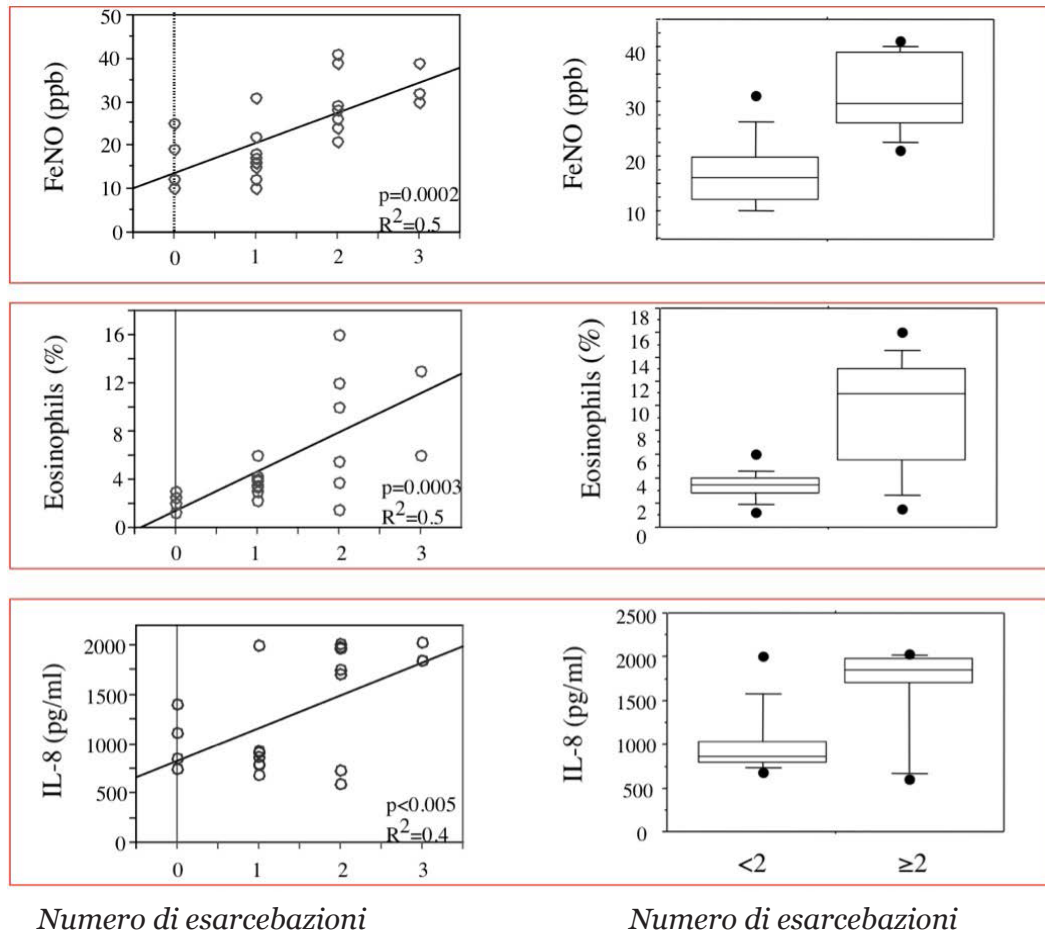 FeNO (ppb)
50
40
30
20
10
0
0 1 2 3
p=0.0002
R²=0.5
FeNO (ppb)
40
30
20
10
Eosinophils (%)
16
12
8
4
0
0 1 2 3
p=0.0003
R²=0.5
Eosinophils (%)
18
16
14
12
10
8
6
4
2
0
IL-8 (pg/ml)
2000
1500
1000
500
0
0 1 2 3
p<0.005
R²=0.4
IL-8 (pg/ml)
2500
2000
1500
1000
500
0
<2 ≥2
Numero di esarcebazioni
Numero di esarcebazioni